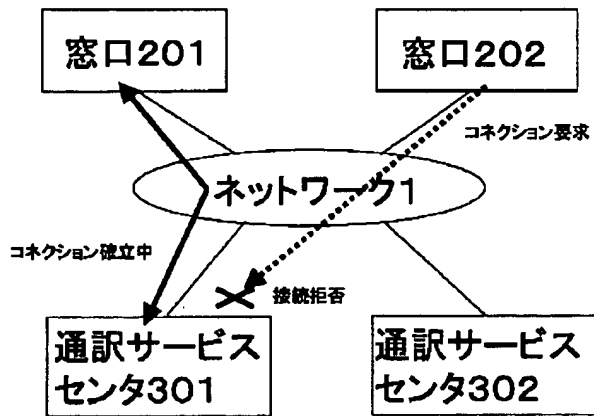 窓口201
窓口202
コネクション要求
ネットワーク1
コネクション確立中
接続拒否
通訳サービス
センタ301
通訳サービス
センタ302